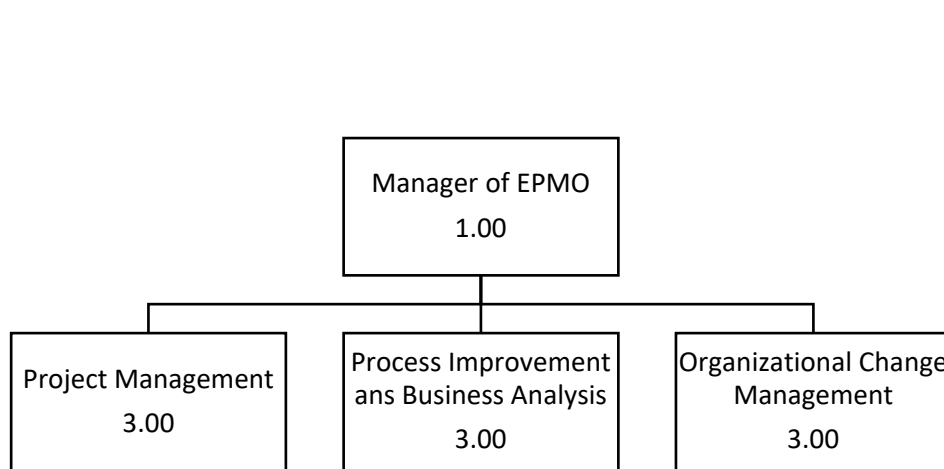 Manager of EPMO
1.00
Project Management
3.00
Process Improvement
ans Business Analysis
3.00
Organizational Change
Management
3.00